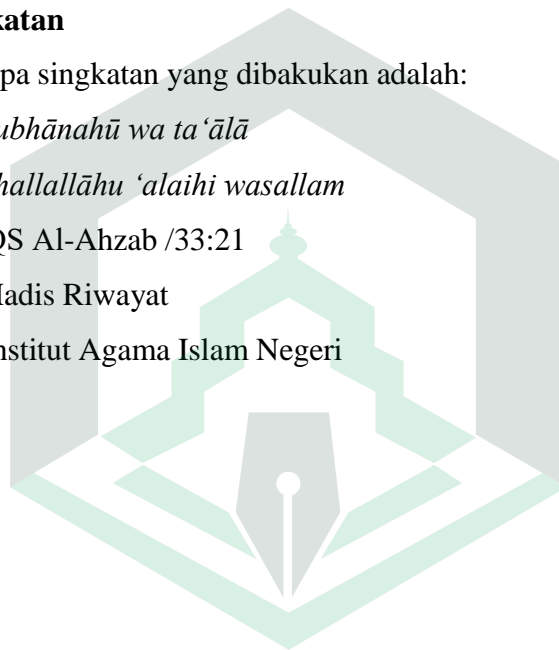 katan
pa singkatan yang dibakukan adalah:
ubhānahū wa ta‘ālā
hallallāhu ‘alaihi wasallam
QS Al-Ahzab /33:21
Hadis Riwayat
nstitut Agama Islam Negeri